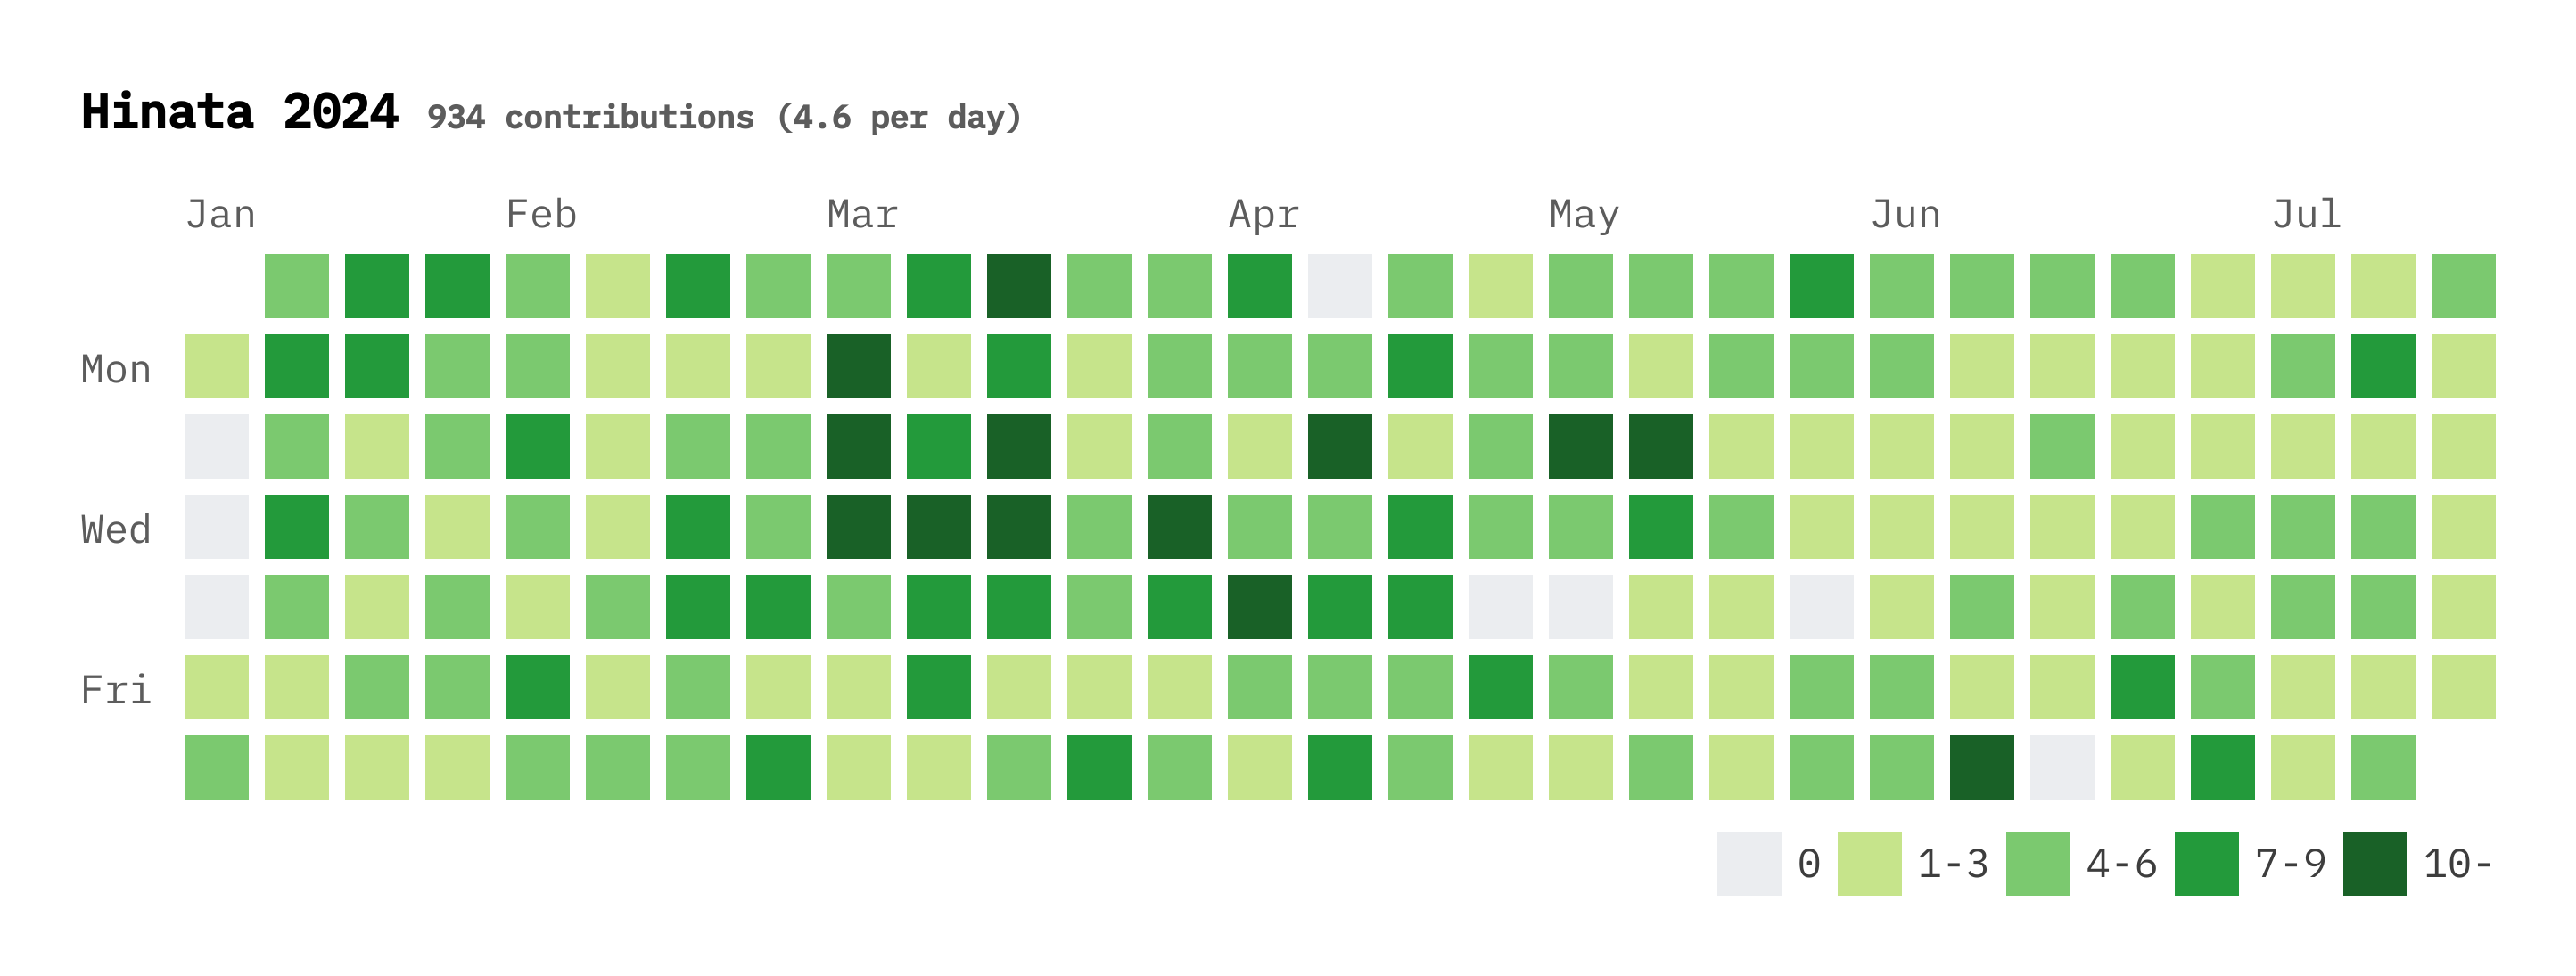 Hinata 2024 934 contributions (4.6 per day)
Jan Feb Mar Apr May Jun Jul
Mon
Wed
Fri
0 1-3 4-6 7-9 10-